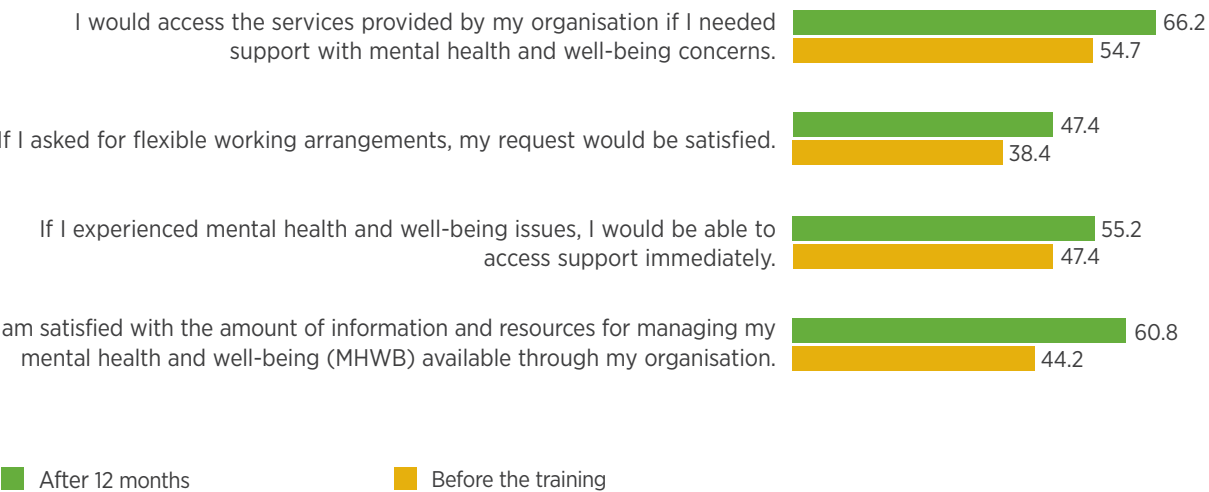 I would access the services provided by my organisation if I needed
support with mental health and well-being concerns.
66.2
54.7
If I asked for flexible working arrangements, my request would be satisfied.
47.4
38.4
If I experienced mental health and well-being issues, I would be able to
access support immediately.
55.2
47.4
am satisfied with the amount of information and resources for managing my
mental health and well-being (MHWB) available through my organisation.
60.8
44.2
After 12 months
Before the training